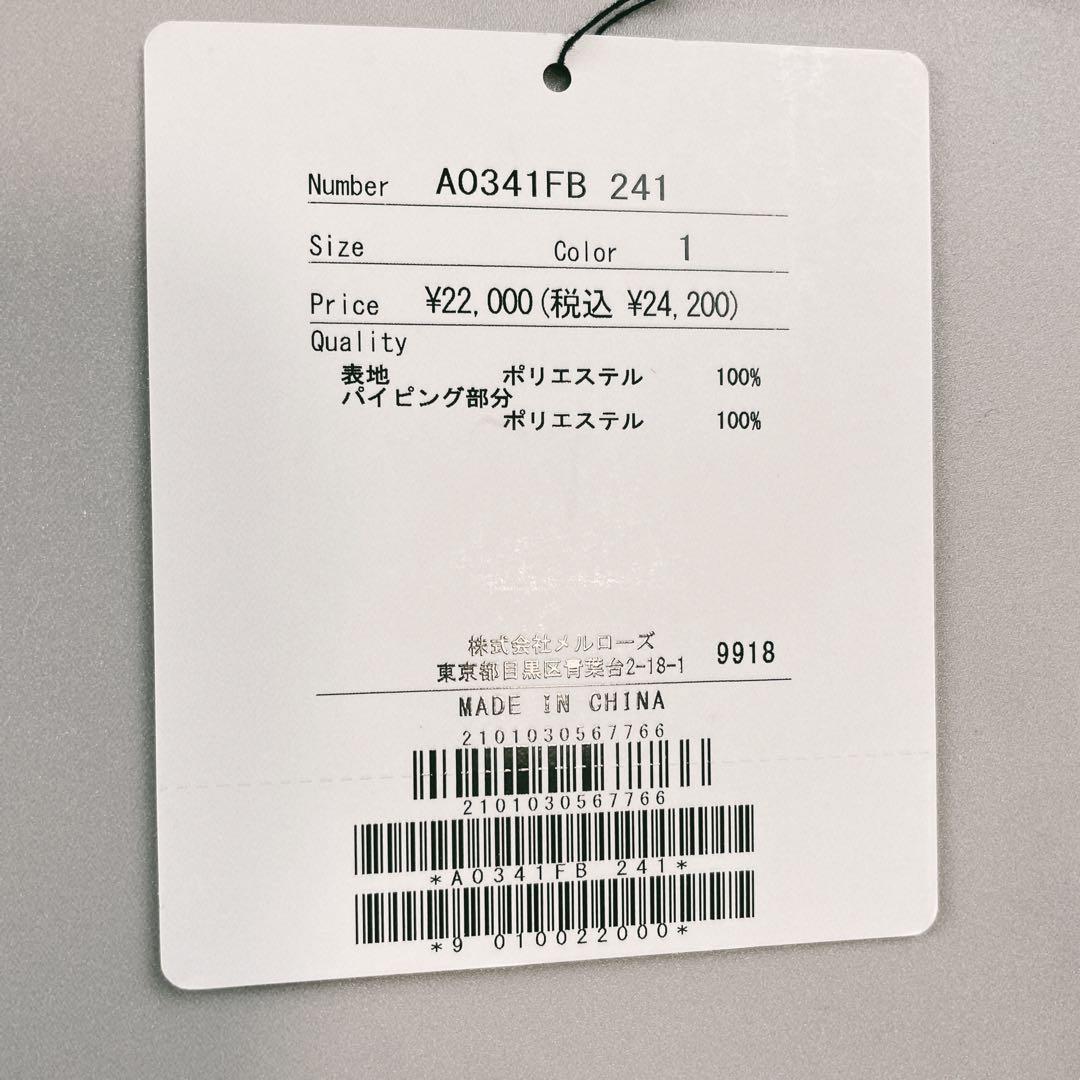 Number A0341FB 241
Size Color 1
Price ¥22,000(税込 ¥24,200)
Quality
表地 ポリエステル 100%
パイピング部分
ポリエステル 100%
株式会社メルローズ
東京都目黒区青葉台2-18-1 9918
MADE IN CHINA
2101030567766
2101030567766
*A0341FB 241*
*9 010022000*